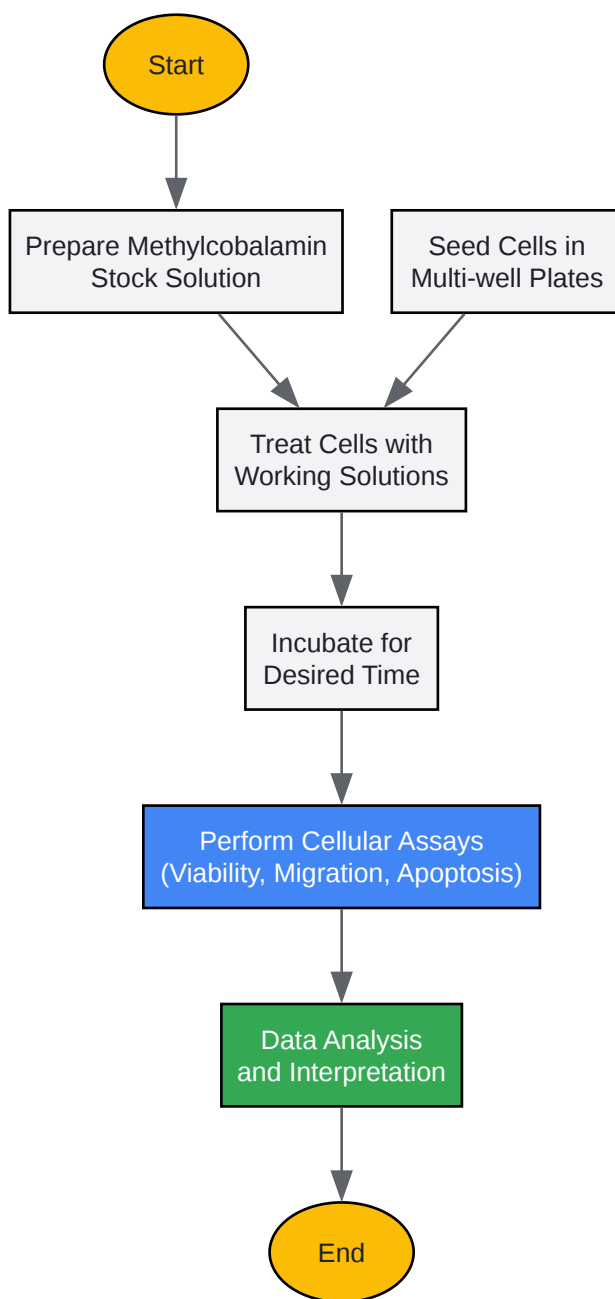 Start
Prepare Methylcobalamin
Stock Solution
Seed Cells in
Multi-well Plates
Treat Cells with
Working Solutions
Incubate for
Desired Time
Perform Cellular Assays
(Viability, Migration, Apoptosis)
Data Analysis
and Interpretation
End